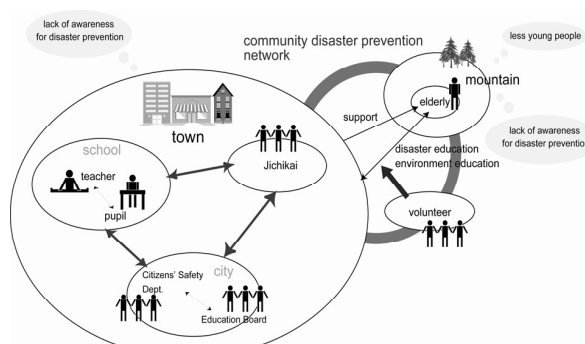 lack of awareness
for disaster prevention
community disaster prevention
network
less young people
mountain
elderly
town
support
lack of awareness
for disaster prevention
school
teacher
pupil
Jichikai
disaster education
environment education
volunteer
city
Citizens' Safety
Dept.
Education Board